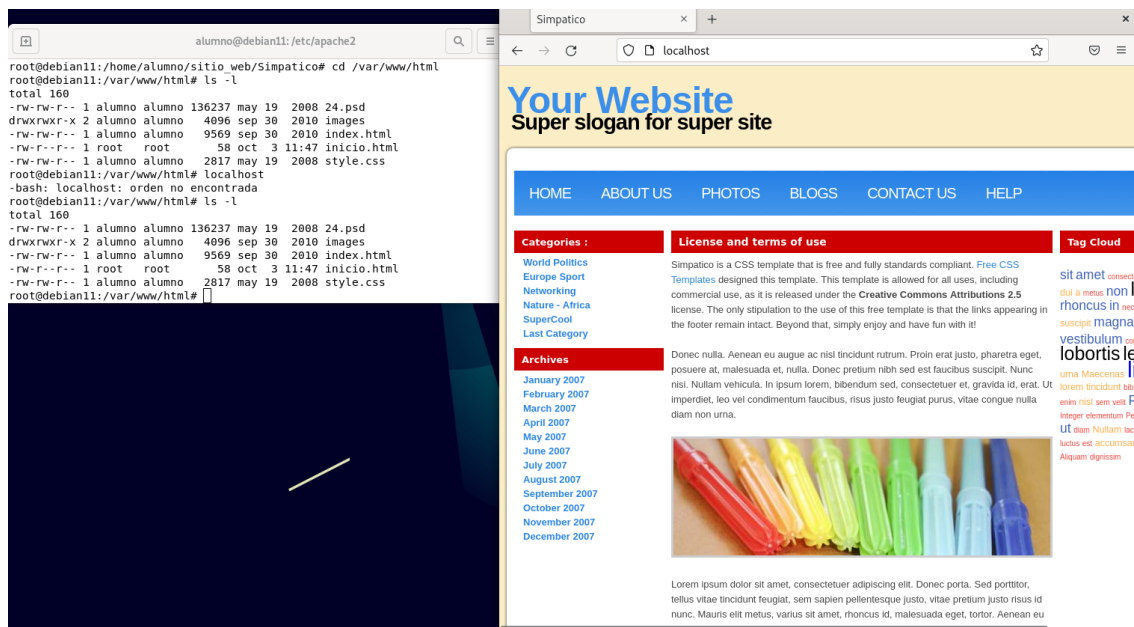 alumno@debian11: /etc/apache2
root@debian11:/home/alumno/sitio_web/Simpatico# cd /var/www/html
root@debian11:/var/www/html# ls -l
total 160
-rw-rw-r-- 1 alumno alumno 136237 may 19  2008 24.psd
drwxrwxr-x 2 alumno alumno   4096 sep 30  2010 images
-rw-rw-r-- 1 alumno alumno   9569 sep 30  2010 index.html
-rw-r--r-- 1 root   root       58 oct  3 11:47 inicio.html
-rw-rw-r-- 1 alumno alumno   2817 may 19  2008 style.css
root@debian11:/var/www/html# localhost
-bash: localhost: orden no encontrada
root@debian11:/var/www/html# ls -l
total 160
-rw-rw-r-- 1 alumno alumno 136237 may 19  2008 24.psd
drwxrwxr-x 2 alumno alumno   4096 sep 30  2010 images
-rw-rw-r-- 1 alumno alumno   9569 sep 30  2010 index.html
-rw-r--r-- 1 root   root       58 oct  3 11:47 inicio.html
-rw-rw-r-- 1 alumno alumno   2817 may 19  2008 style.css
root@debian11:/var/www/html#
Simpatico
localhost
Your Website
Super slogan for super site
HOME ABOUT US PHOTOS BLOGS CONTACT US HELP
Categories :
World Politics
Europe Sport
Networking
Nature - Africa
SuperCool
Last Category
Archives
January 2007
February 2007
March 2007
April 2007
May 2007
June 2007
July 2007
August 2007
September 2007
October 2007
November 2007
December 2007
License and terms of use
Simpatico is a CSS template that is free and fully standards compliant. Free CSS
Templates designed this template. This template is allowed for all uses, including
commercial use, as it is released under the Creative Commons Attributions 2.5
license. The only stipulation to the use of this free template is that the links appearing in
the footer remain intact. Beyond that, simply enjoy and have fun with it!
Donec nulla. Aenean eu augue ac nisl tincidunt rutrum. Proin erat justo, pharetra eget,
posuere at, malesuada et, nulla. Donec pretium nibh sed est faucibus suscipit. Nunc
nisi. Nullam vehicula. In ipsum lorem, bibendum sed, consectetuer et, gravida id, erat. Ut
imperdiet, leo vel condimentum faucibus, risus justo feugiat purus, vitae congue nulla
diam non urna.
Lorem ipsum dolor sit amet, consectetuer adipiscing elit. Donec porta. Sed porttitor,
tellus vitae tincidunt feugiat, sem sapien pellentesque justo, vitae pretium justo risus id
nunc. Mauris elit metus, varius sit amet, rhoncus id, malesuada eget, tortor. Aenean eu
Tag Cloud
sit amet
dui a metus non
rhoncus in
suscipit magna
vestibulum
lobortis
urna Maecenas
lorem tincidunt
enim nisl sem velit
Integer elementum
ut diam Nullam
luctus est
Aliquam dignissim